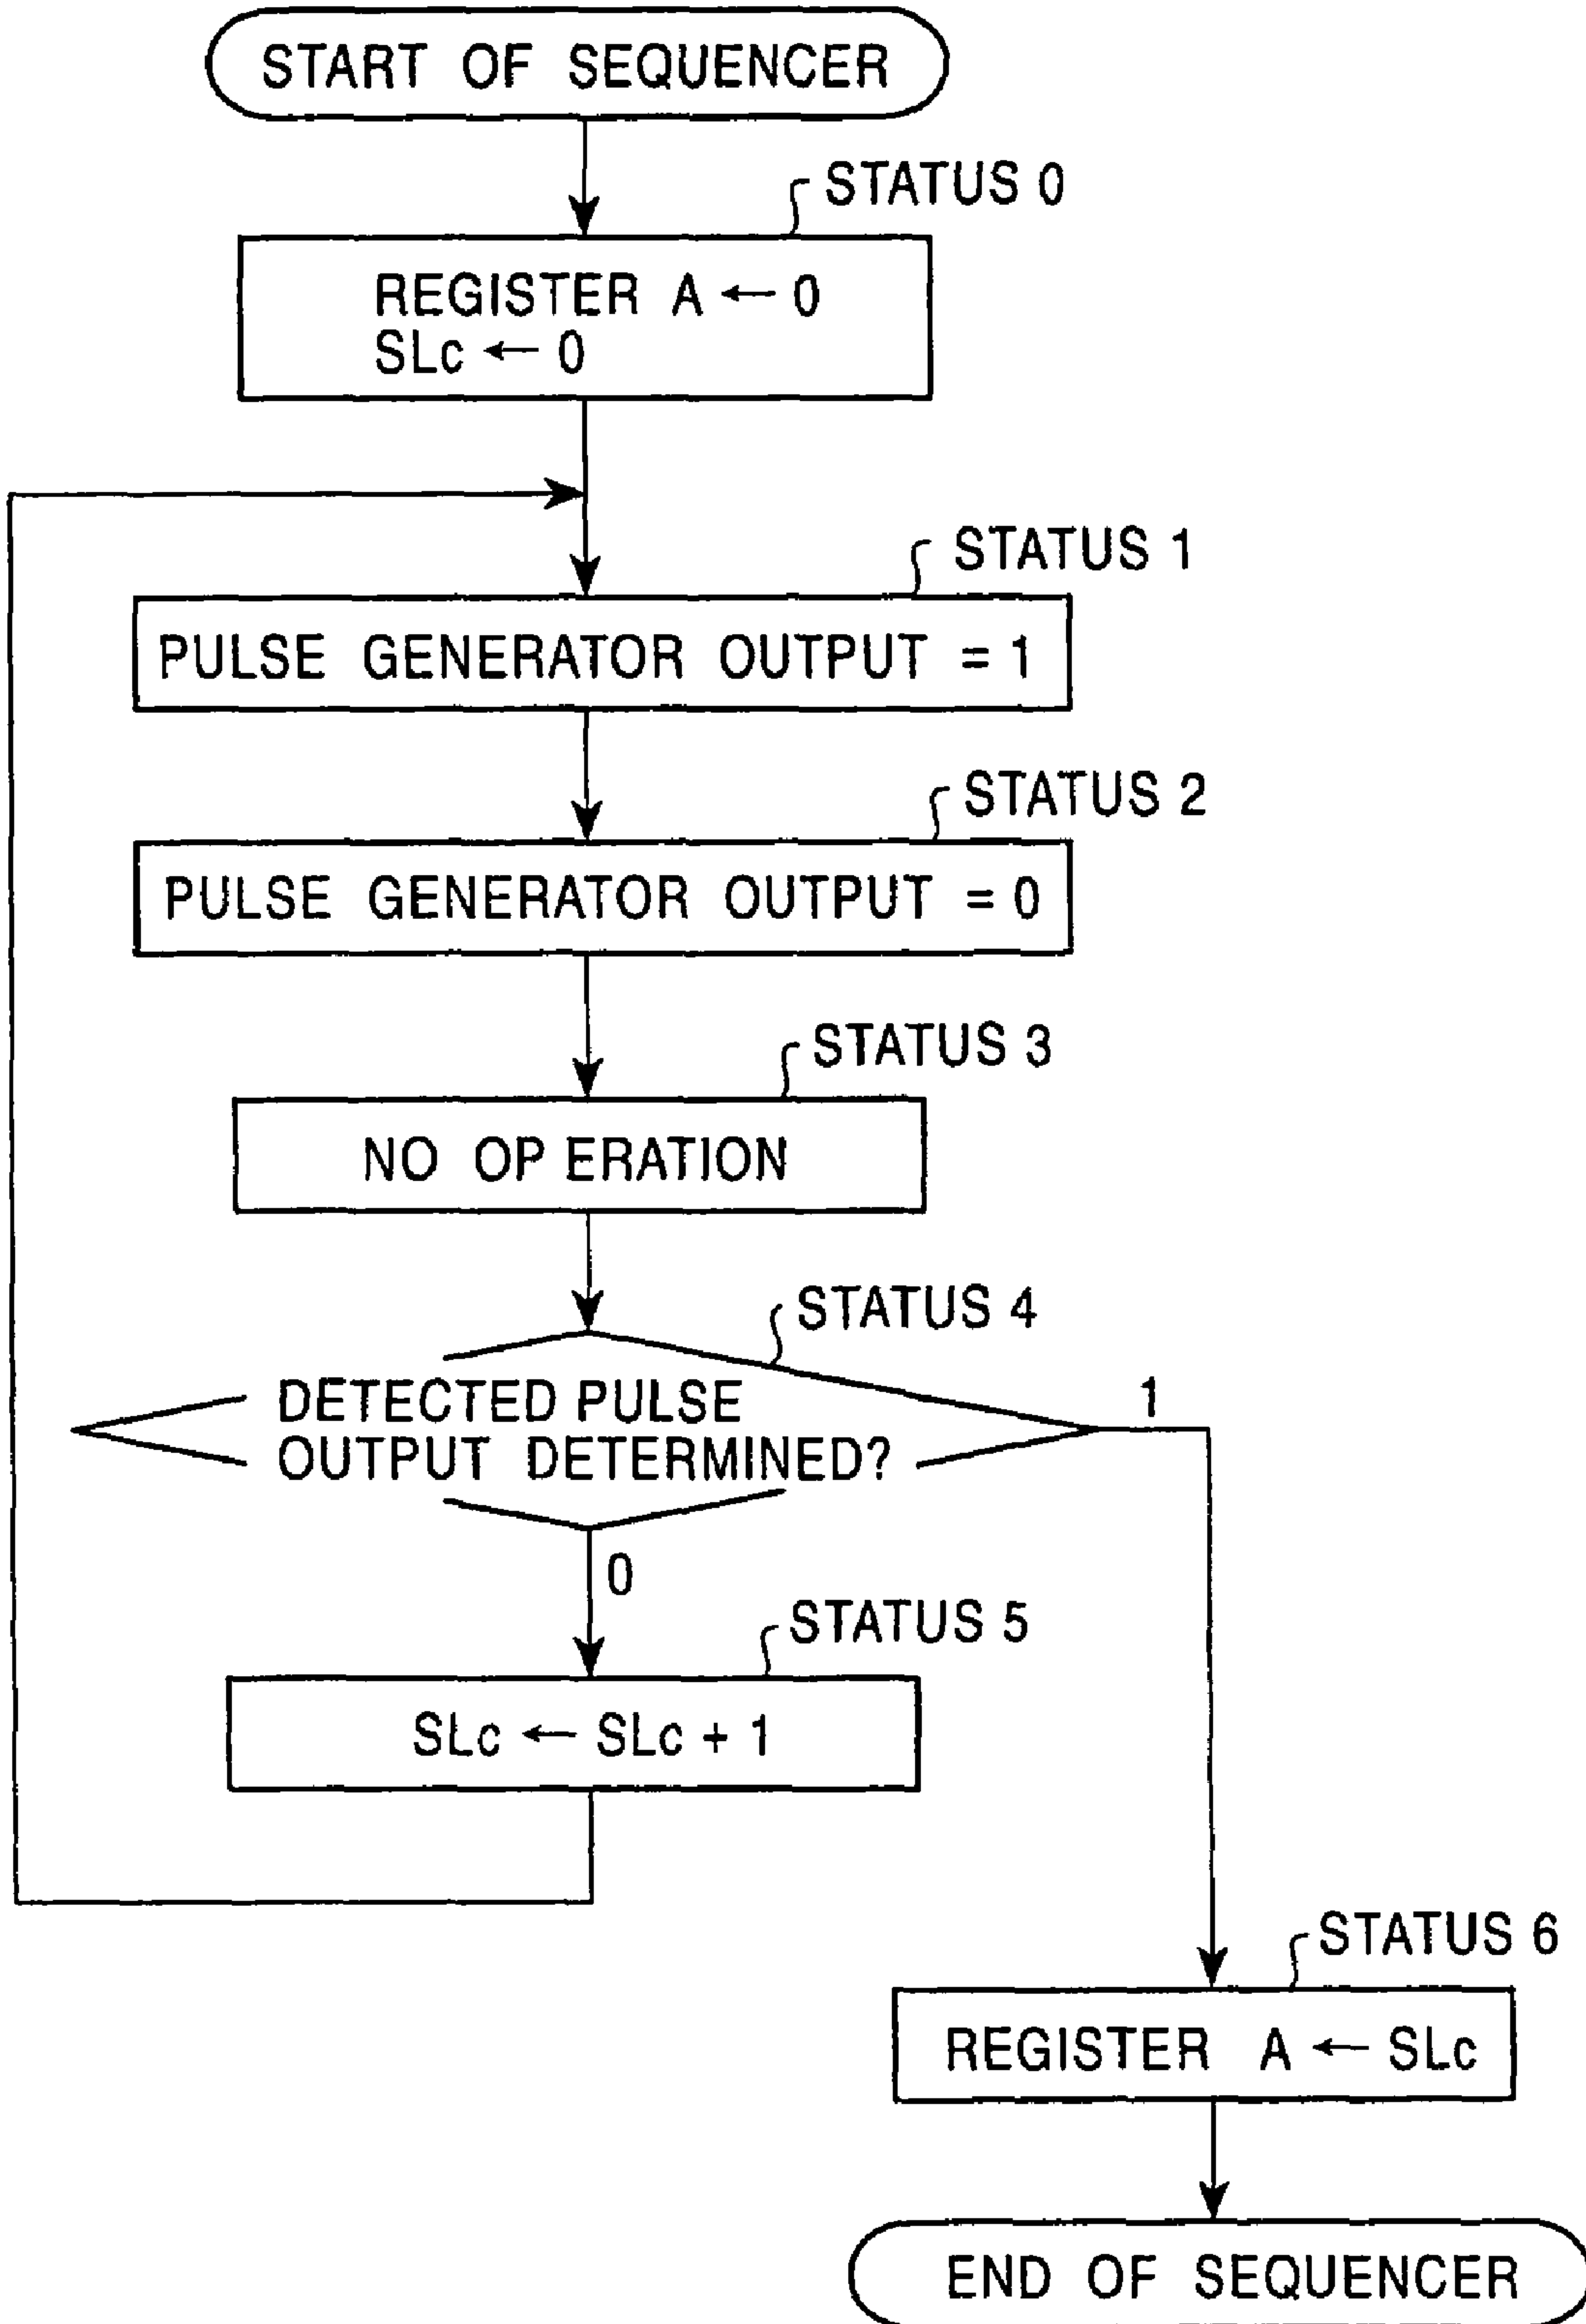 START OF SEQUENCER
STATUS 0
REGISTER A ← 0
SLc ← 0
STATUS 1
PULSE GENERATOR OUTPUT = 1
STATUS 2
PULSE GENERATOR OUTPUT = 0
STATUS 3
NO OP ERATION
STATUS 4
DETECTED PULSE
OUTPUT DETERMINED?
1
0
STATUS 5
SLc ← SLc + 1
STATUS 6
REGISTER A ← SLc
END OF SEQUENCER